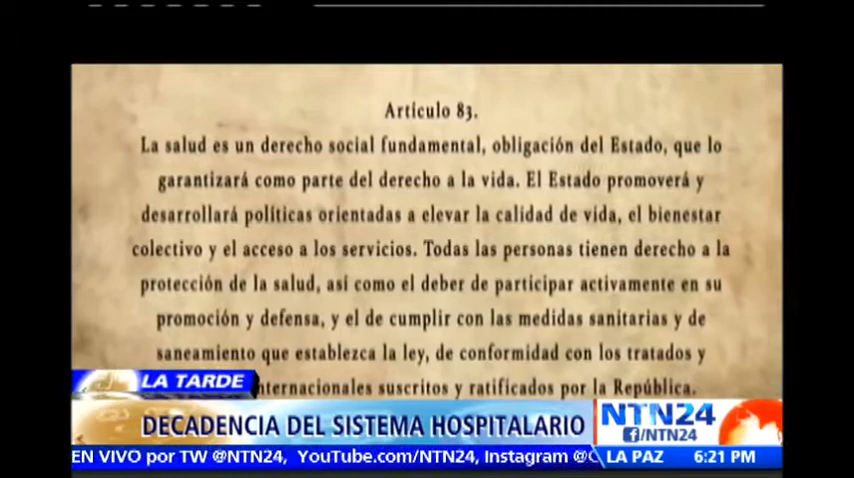 Artículo 83.
La salud es un derecho social fundamental, obligación del Estado, que lo
garantizará como parte del derecho a la vida. El Estado promoverá y
desarrollará políticas orientadas a elevar la calidad de vida, el bienestar
colectivo y el acceso a los servicios. Todas las personas tienen derecho a la
protección de la salud, así como el deber de participar activamente en su
promoción y defensa, y el de cumplir con las medidas sanitarias y de
saneamiento que establezca la ley, de conformidad con los tratados y
internacionales suscritos y ratificados por la República.
LA TARDE
DECADENCIA DEL SISTEMA HOSPITALARIO
NTN24
f/NTN24
EN VIVO por TW @NTN24, YouTube.com/NTN24, Instagram
LA PAZ 6:21 PM